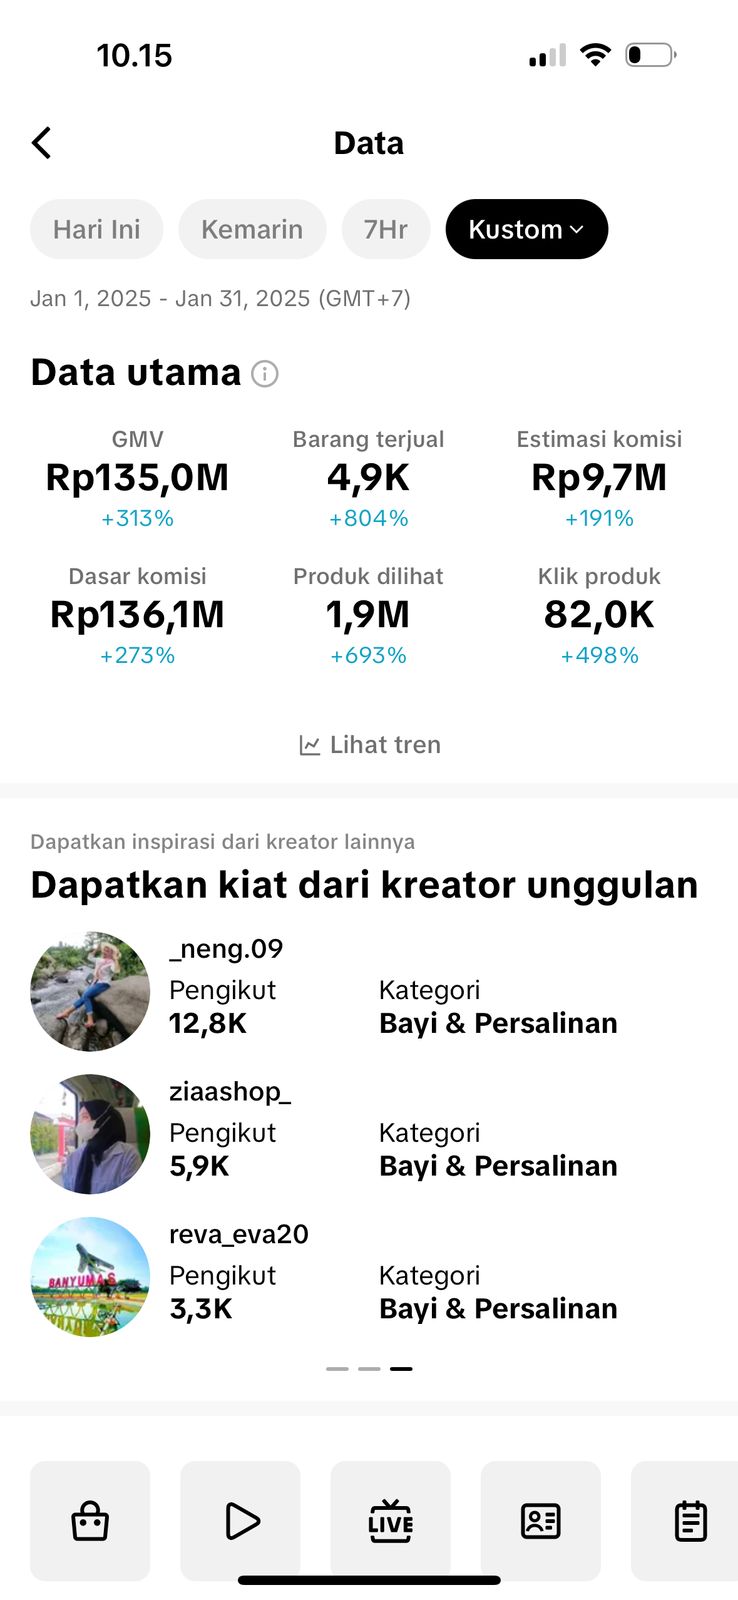 10.15
Data
Hari Ini Kemarin 7Hr Kustom
Jan 1, 2025 - Jan 31, 2025 (GMT+7)
Data utama
GMV Barang terjual Estimasi komisi
Rp135,0M 4,9K Rp9,7M
+313% +804% +191%
Dasar komisi Produk dilihat Klik produk
Rp136,1M 1,9M 82,0K
+273% +693% +498%
Lihat tren
Dapatkan inspirasi dari kreator lainnya
Dapatkan kiat dari kreator unggulan
_neng.09
Pengikut Kategori
12,8K Bayi & Persalinan
ziaashop_
Pengikut Kategori
5,9K Bayi & Persalinan
reva_eva20
Pengikut Kategori
3,3K Bayi & Persalinan
BANYUMAS
LIVE